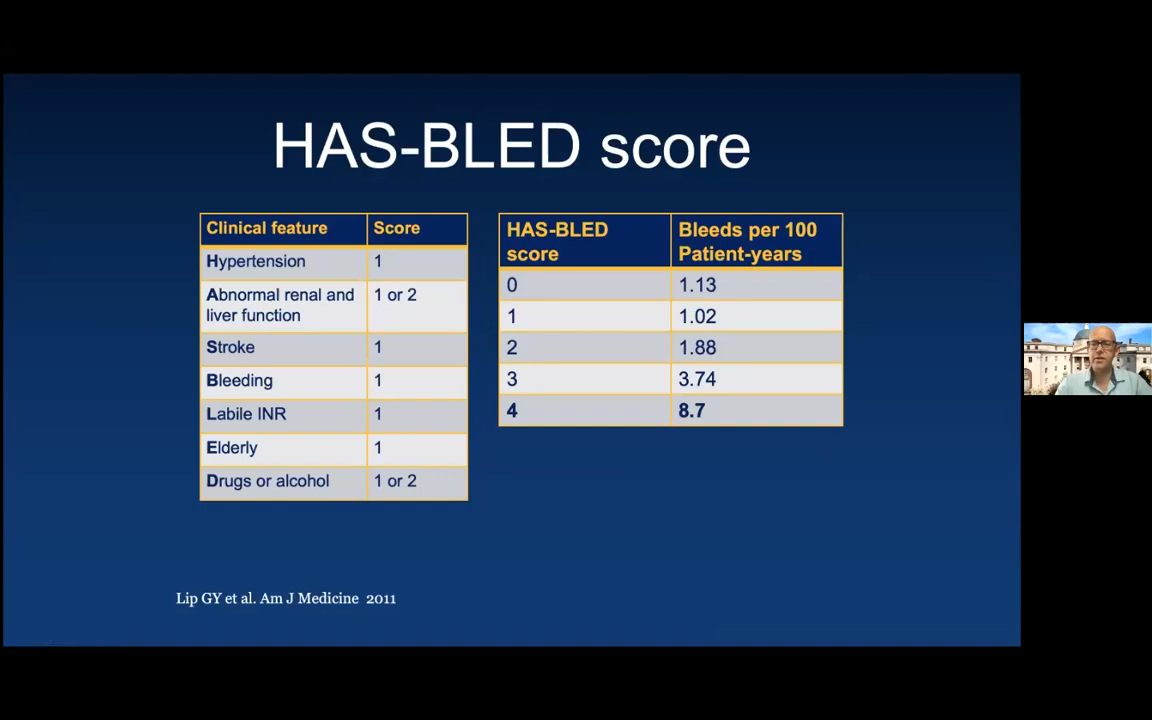 HAS-BLED score
Clinical feature Score
Hypertension 1
Abnormal renal and 1 or 2
liver function
Stroke 1
Bleeding 1
Labile INR 1
Elderly 1
Drugs or alcohol 1 or 2
HAS-BLED Bleeds per 100
score Patient-years
0 1.13
1 1.02
2 1.88
3 3.74
4 8.7
Lip GY et al. Am J Medicine 2011